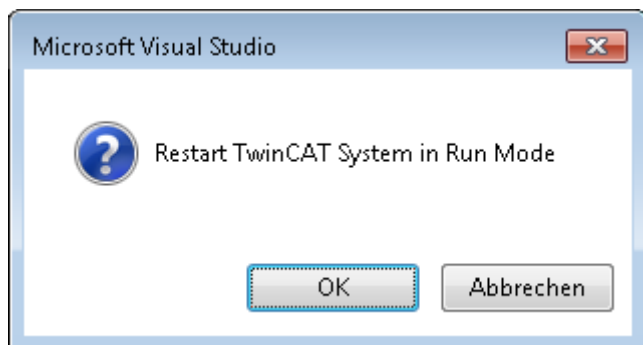 Microsoft Visual Studio
Restart TwinCAT System in Run Mode
OK
Abbrechen